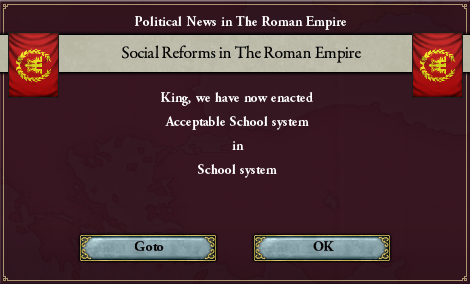 Political News in The Roman Empire
Social Reforms in The Roman Empire
King, we have now enacted
Acceptable School system
in
School system
Goto
OK